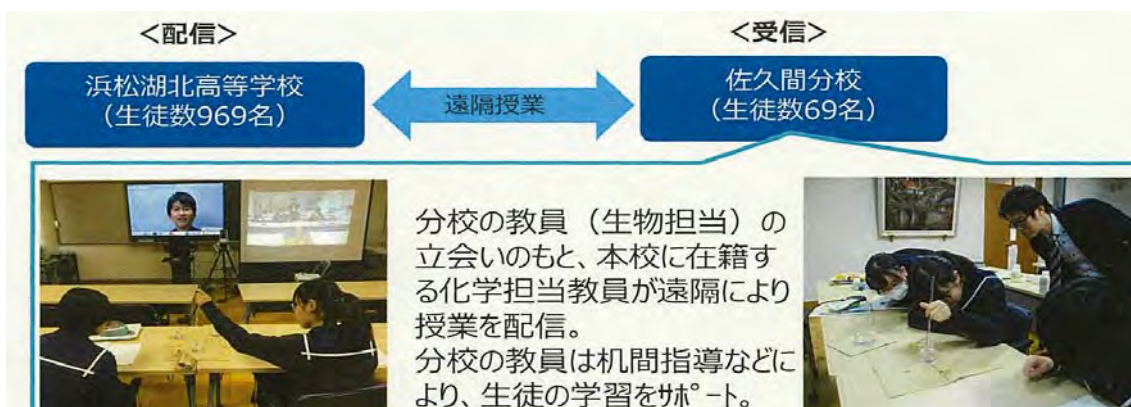 <配信>
<受信>
浜松湖北高等学校
(生徒数969名)
遠隔授業
佐久間分校
(生徒数69名)
分校の教員(生物担当)の
立会いのもと、本校に在籍す
る化学担当教員が遠隔により
授業を配信。
分校の教員は机間指導などに
より、生徒の学習をｻﾎﾟｰﾄ。